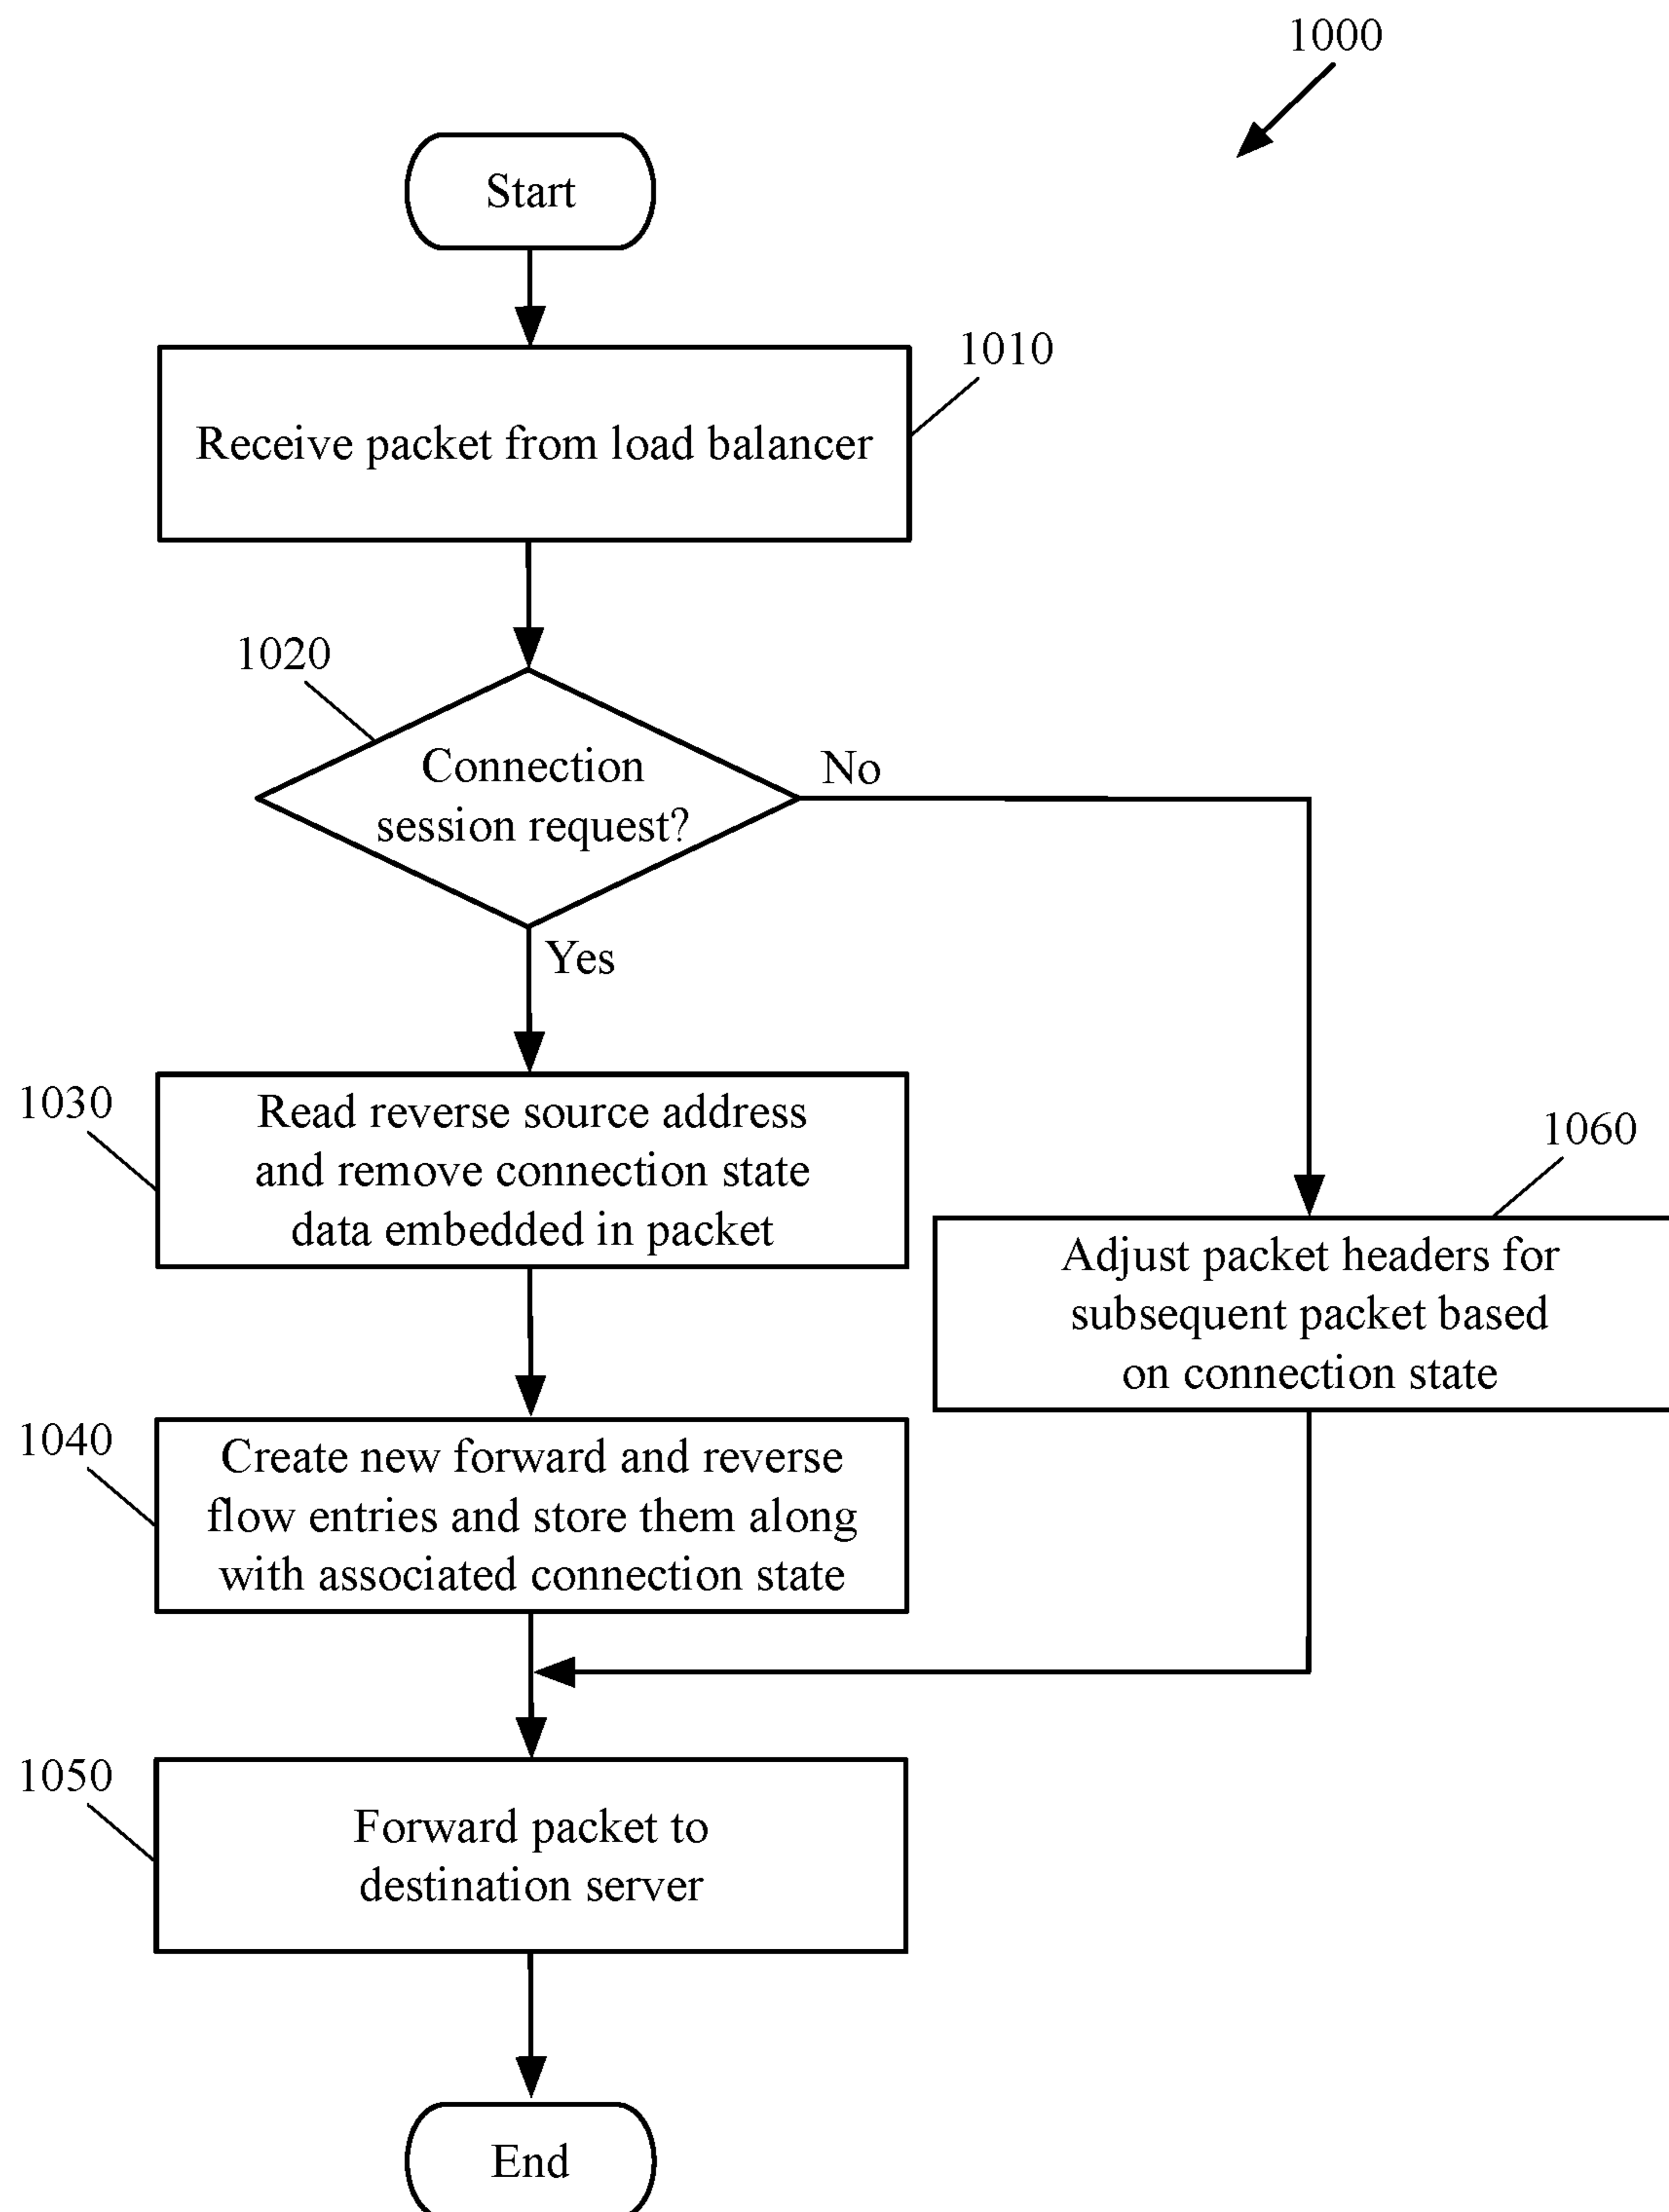 1000
Start
1010
Receive packet from load balancer
1020
Connection
session request?
No
Yes
1030
Read reverse source address
and remove connection state
data embedded in packet
1060
Adjust packet headers for
subsequent packet based
on connection state
1040
Create new forward and reverse
flow entries and store them along
with associated connection state
1050
Forward packet to
destination server
End